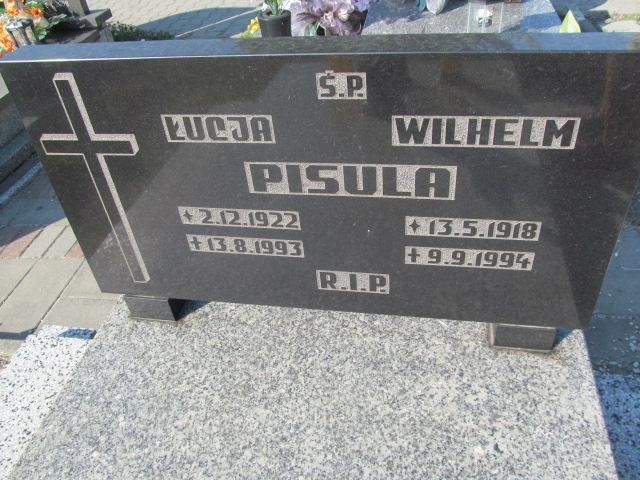 Ś.P.
ŁUCJA WILHELM
PISULA
✦2.12.1922 ✦13.5.1918
✝13.8.1993 ✝9.9.1994
R.I.P.